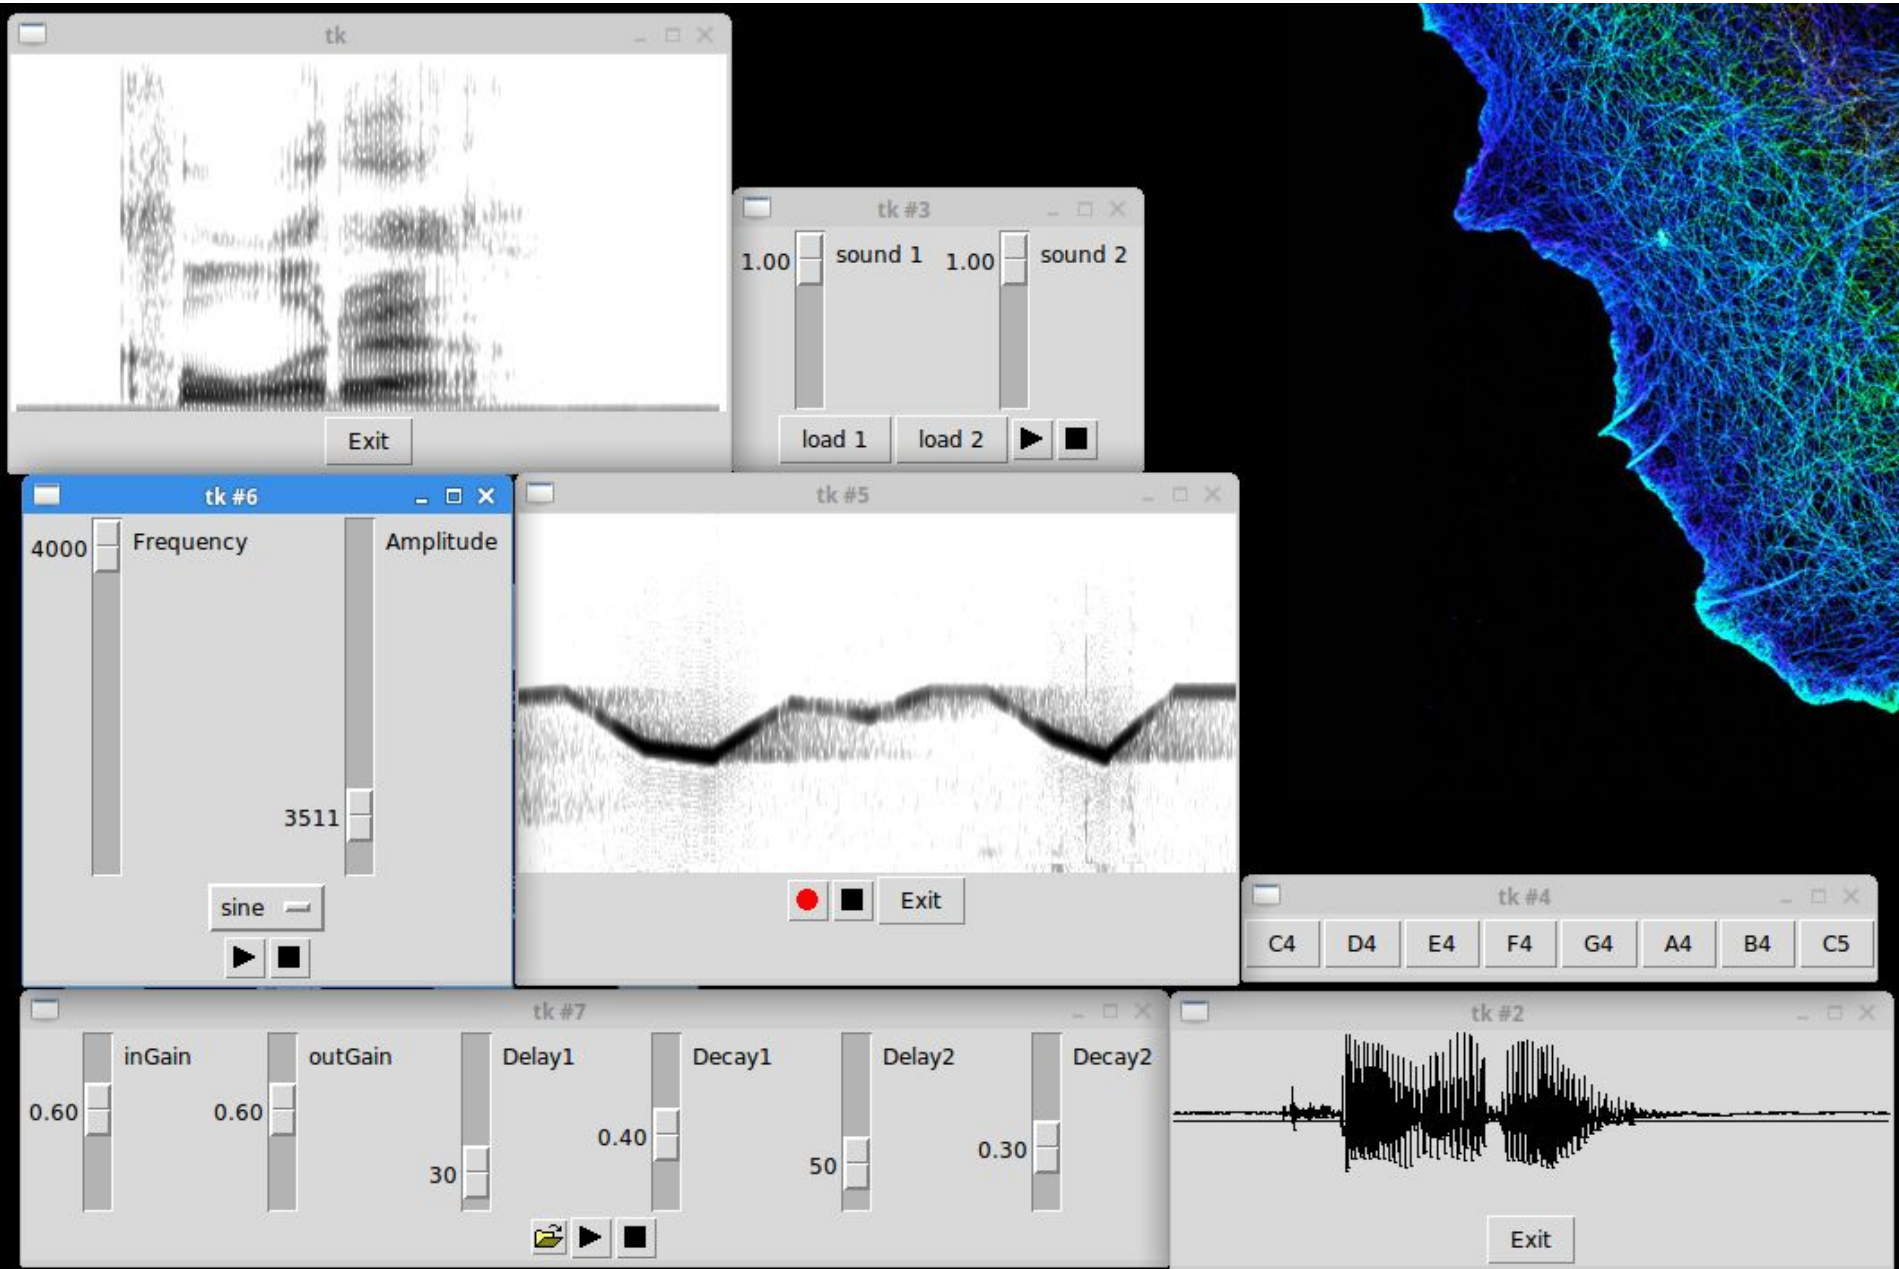 tk
Exit
tk #3
1.00 sound 1 1.00 sound 2
load 1 load 2
tk #6
4000 Frequency Amplitude
3511
sine
tk #5
Exit
tk #4
C4 D4 E4 F4 G4 A4 B4 C5
tk #7
inGain outGain Delay1 Decay1 Delay2 Decay2
0.60 0.60 30 0.40 50 0.30
tk #2
Exit